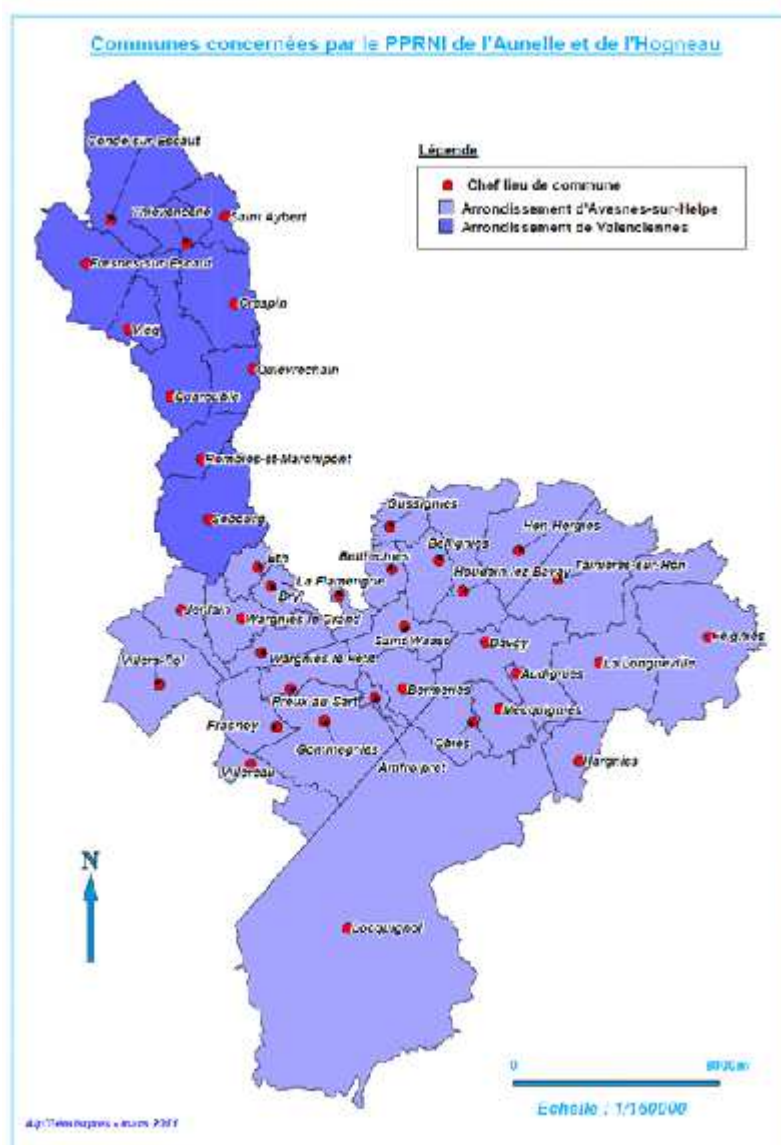 Communes concernées par le PPRNI de l'Aunelle et de l'Hogneau
Légende
Chef lieu de commune
Arrondissement d'Avesnes-sur-Helpe
Arrondissement de Valenciennes
Condé-sur-Escaut
Thivencelle
Saint Aybert
Fresnes-sur-Escaut
Crespin
Vicq
Quiévrechain
Quarouble
Rombies-et-Marchipont
Sebourg
Gussignies
Hon Hergies
Bettrechies
Bellignies
Eth
La Flamengrie
Houdain-lez-Bavay
Taisnières-sur-Hon
Bry
Jenlain
Wargnies le Grand
Saint Waast
Bavay
Feignies
Wargnies le Petit
La Longueville
Villers-Pol
Audignies
Preux au Sart
Bermeries
Mecquignies
Frasnoy
Gommegnies
Obies
Amfroipret
Villereau
Hargnies
N
Locquignol
0
Echelle : 1/160000